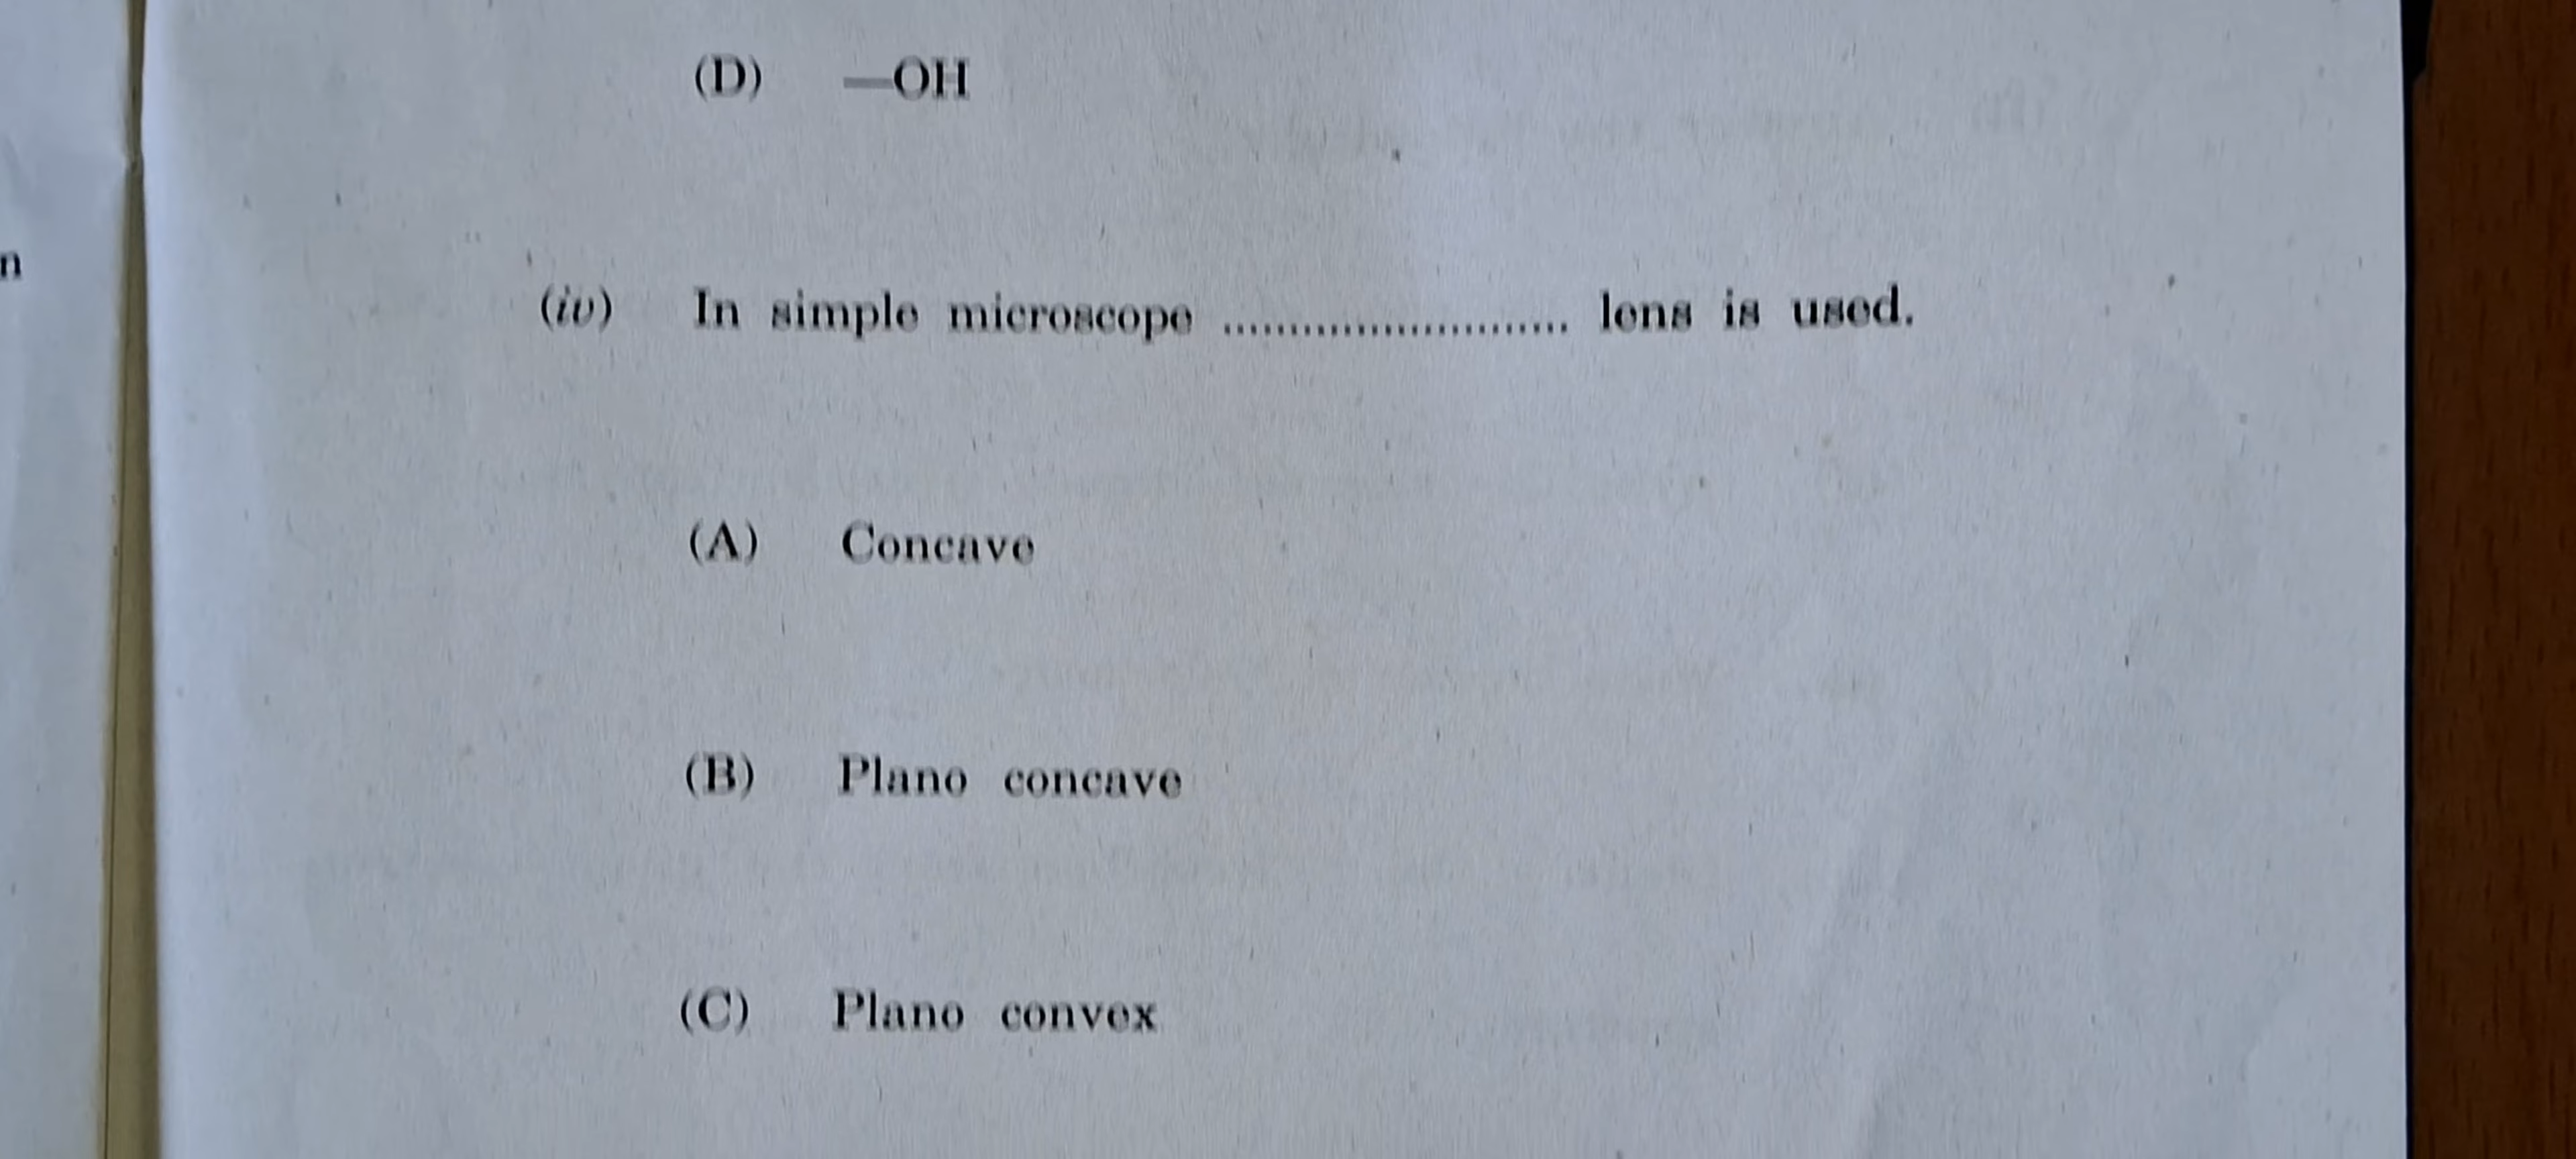 (D) —OH
n
(iv) In simple microscope .......................... lens is used.
(A) Concave
(B) Plano concave
(C) Plano convex